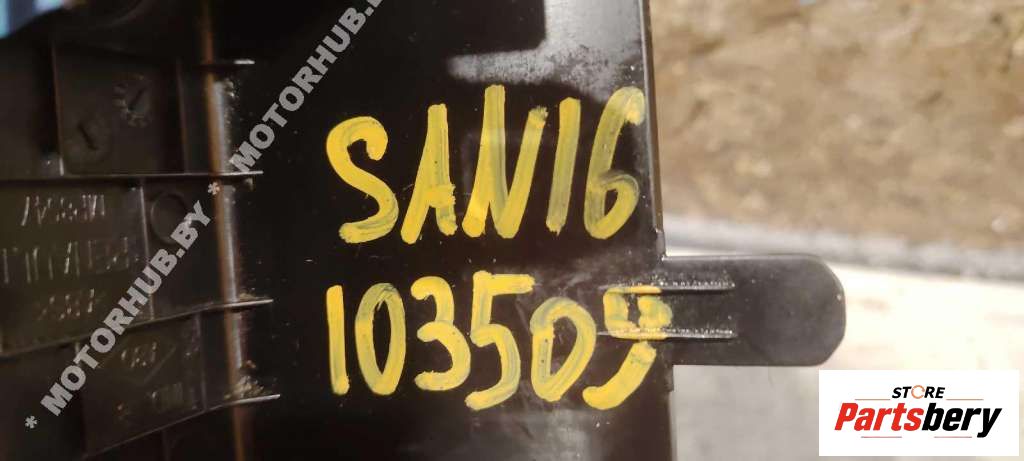 * MOTORHUB.BY * MOTORHUB.BY
SAN16
103509
STORE
Partsbery